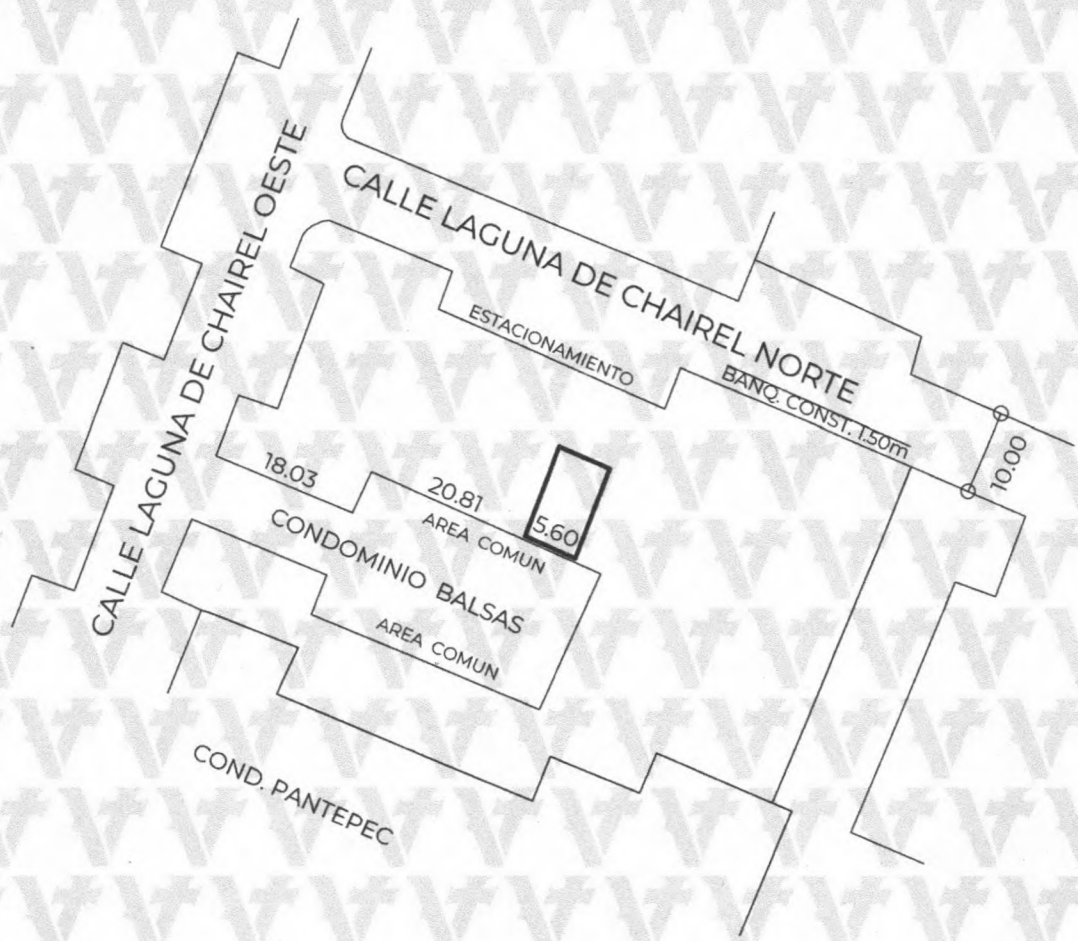 CALLE LAGUNA DE CHAIREL OESTE
CALLE LAGUNA DE CHAIREL NORTE
ESTACIONAMIENTO
BANQ. CONST. 1.50m
10.00
18.03
20.81
5.60
AREA COMUN
CONDOMINIO BALSAS
AREA COMUN
COND. PANTEPEC